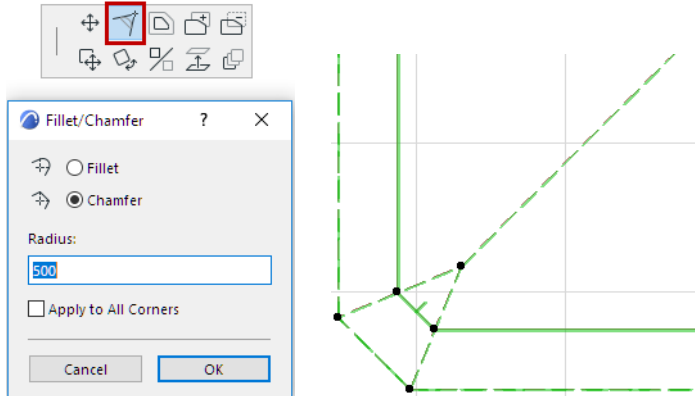 Fillet/Chamfer ?
Fillet
Chamfer
Radius:
500
Apply to All Corners
Cancel OK